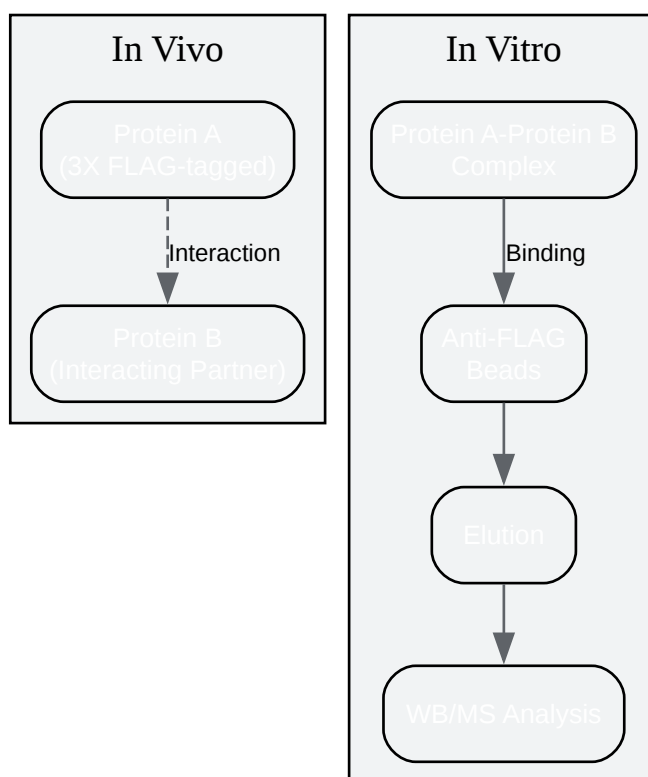 In Vivo
Protein A
(3X FLAG-tagged)
Interaction
Protein B
(Interacting Partner)
In Vitro
Protein A-Protein B
Complex
Binding
Anti-FLAG
Beads
Elution
WB/MS Analysis